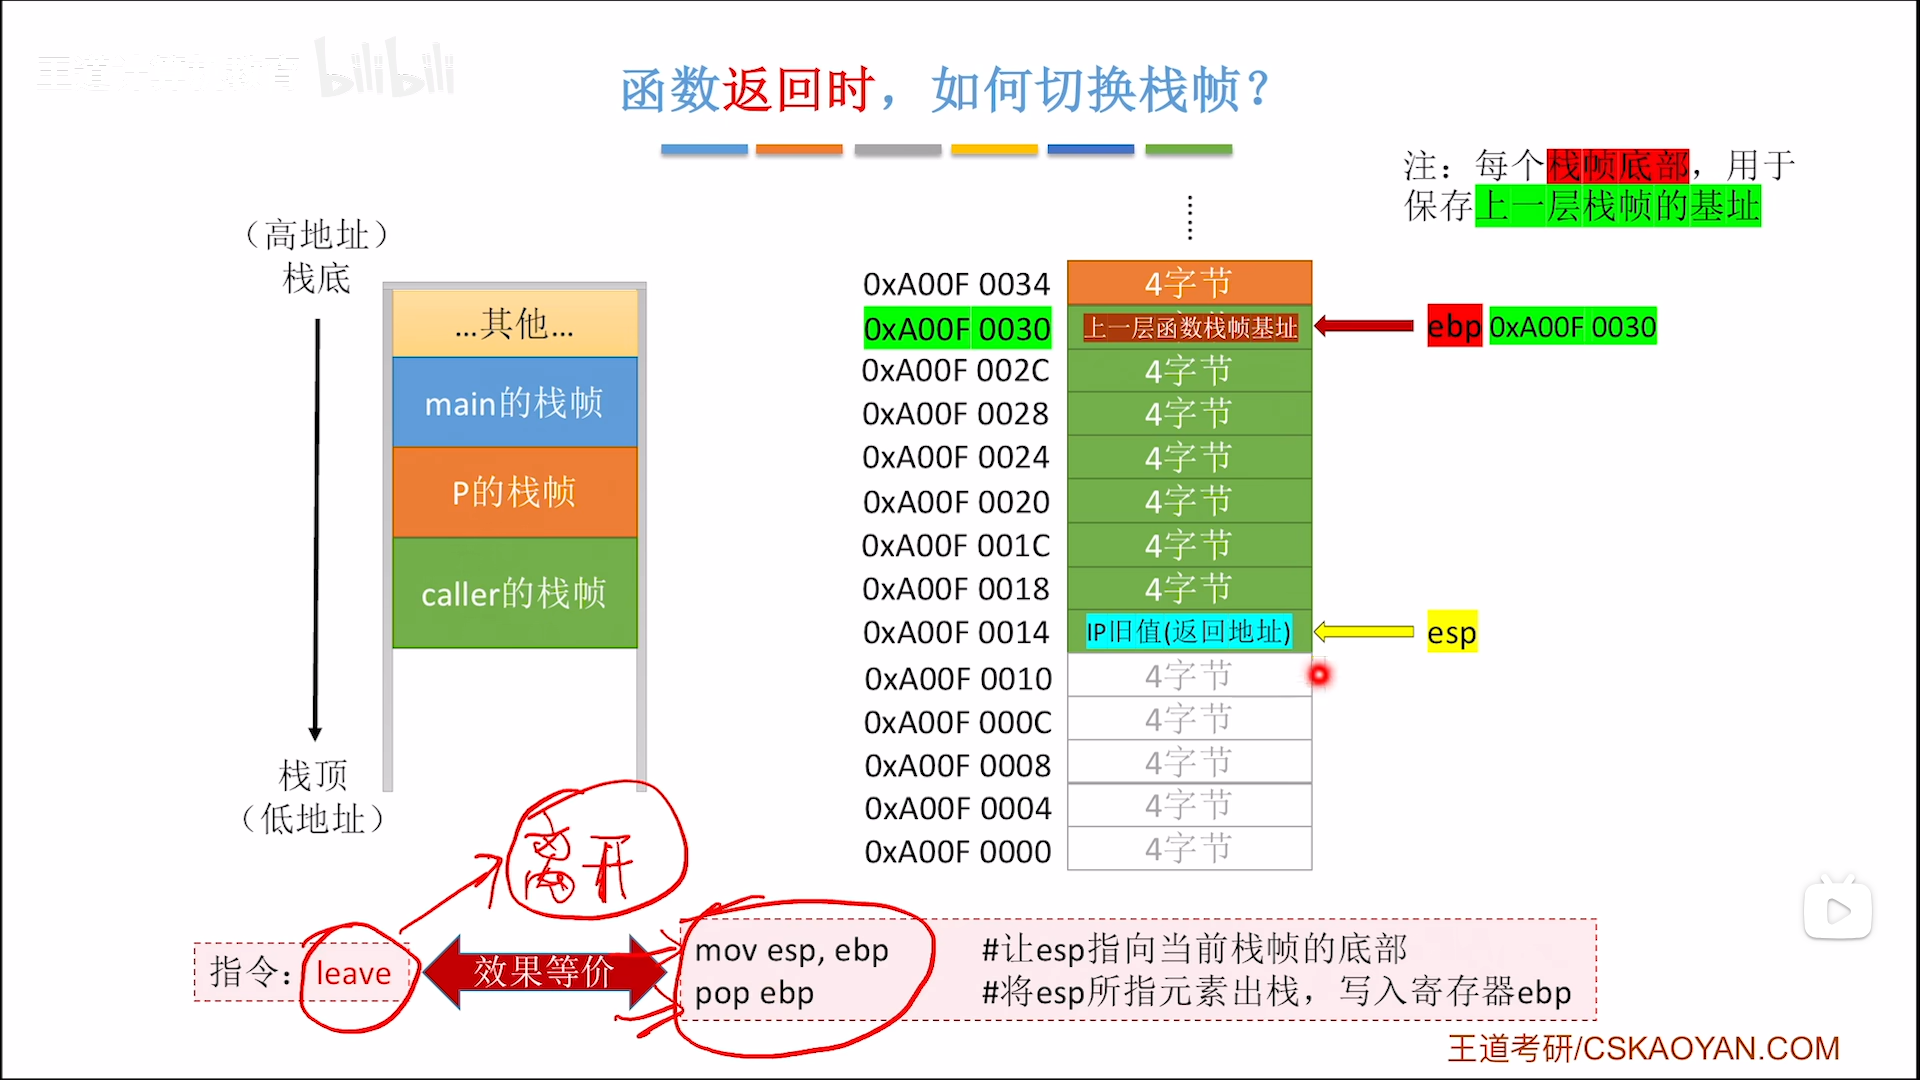 王道计算机教育 bilibili
函数返回时，如何切换栈帧？
注：每个栈帧底部，用于
保存上一层栈帧的基址
（高地址）
栈底
…其他…
main的栈帧
P的栈帧
caller的栈帧
栈顶
（低地址）
0xA00F 0034 4字节
0xA00F 0030 上一层函数栈帧基址 ebp 0xA00F 0030
0xA00F 002C 4字节
0xA00F 0028 4字节
0xA00F 0024 4字节
0xA00F 0020 4字节
0xA00F 001C 4字节
0xA00F 0018 4字节
0xA00F 0014 IP旧值(返回地址) esp
0xA00F 0010 4字节
0xA00F 000C 4字节
0xA00F 0008 4字节
0xA00F 0004 4字节
0xA00F 0000 4字节
离开
指令：leave 效果等价
mov esp, ebp #让esp指向当前栈帧的底部
pop ebp #将esp所指元素出栈，写入寄存器ebp
王道考研/CSKAOYAN.COM